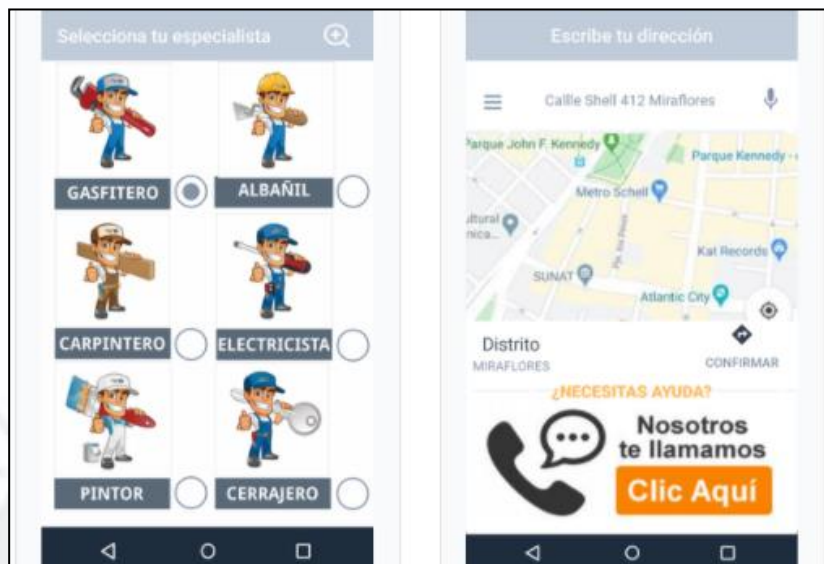 Selecciona tu especialista
GASFITERO
ALBAÑIL
CARPINTERO
ELECTRICISTA
PINTOR
CERRAJERO
Escribe tu dirección
Callle Shell 412 Miraflores
Parque John F. Kennedy
Parque Kennedy -
Metro Schell
Kat Records
SUNAT
Atlantic City
Distrito
MIRAFLORES
CONFIRMAR
¿NECESITAS AYUDA?
Nosotros
te llamamos
Clic Aquí